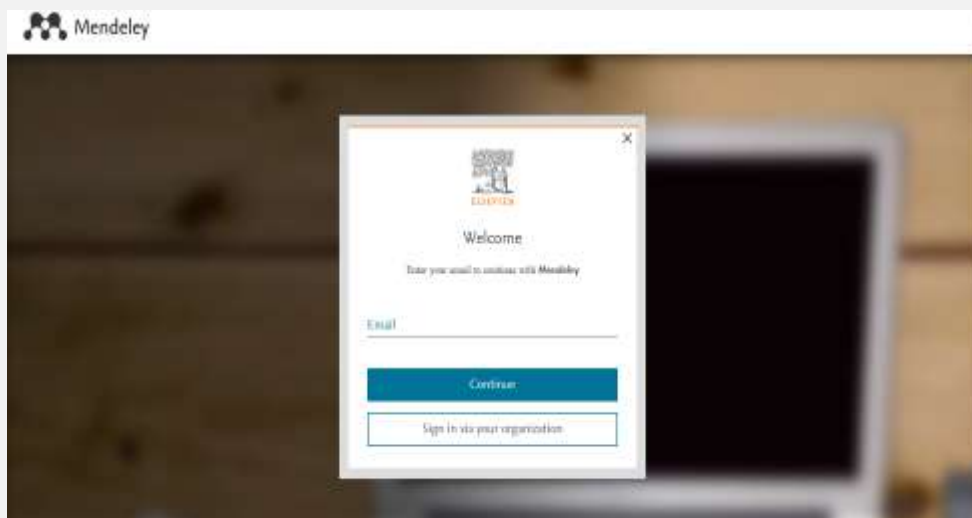 Mendeley
ELSEVIER
Welcome
Enter your email to continue with Mendeley
Email
Continue
Sign in via your organization